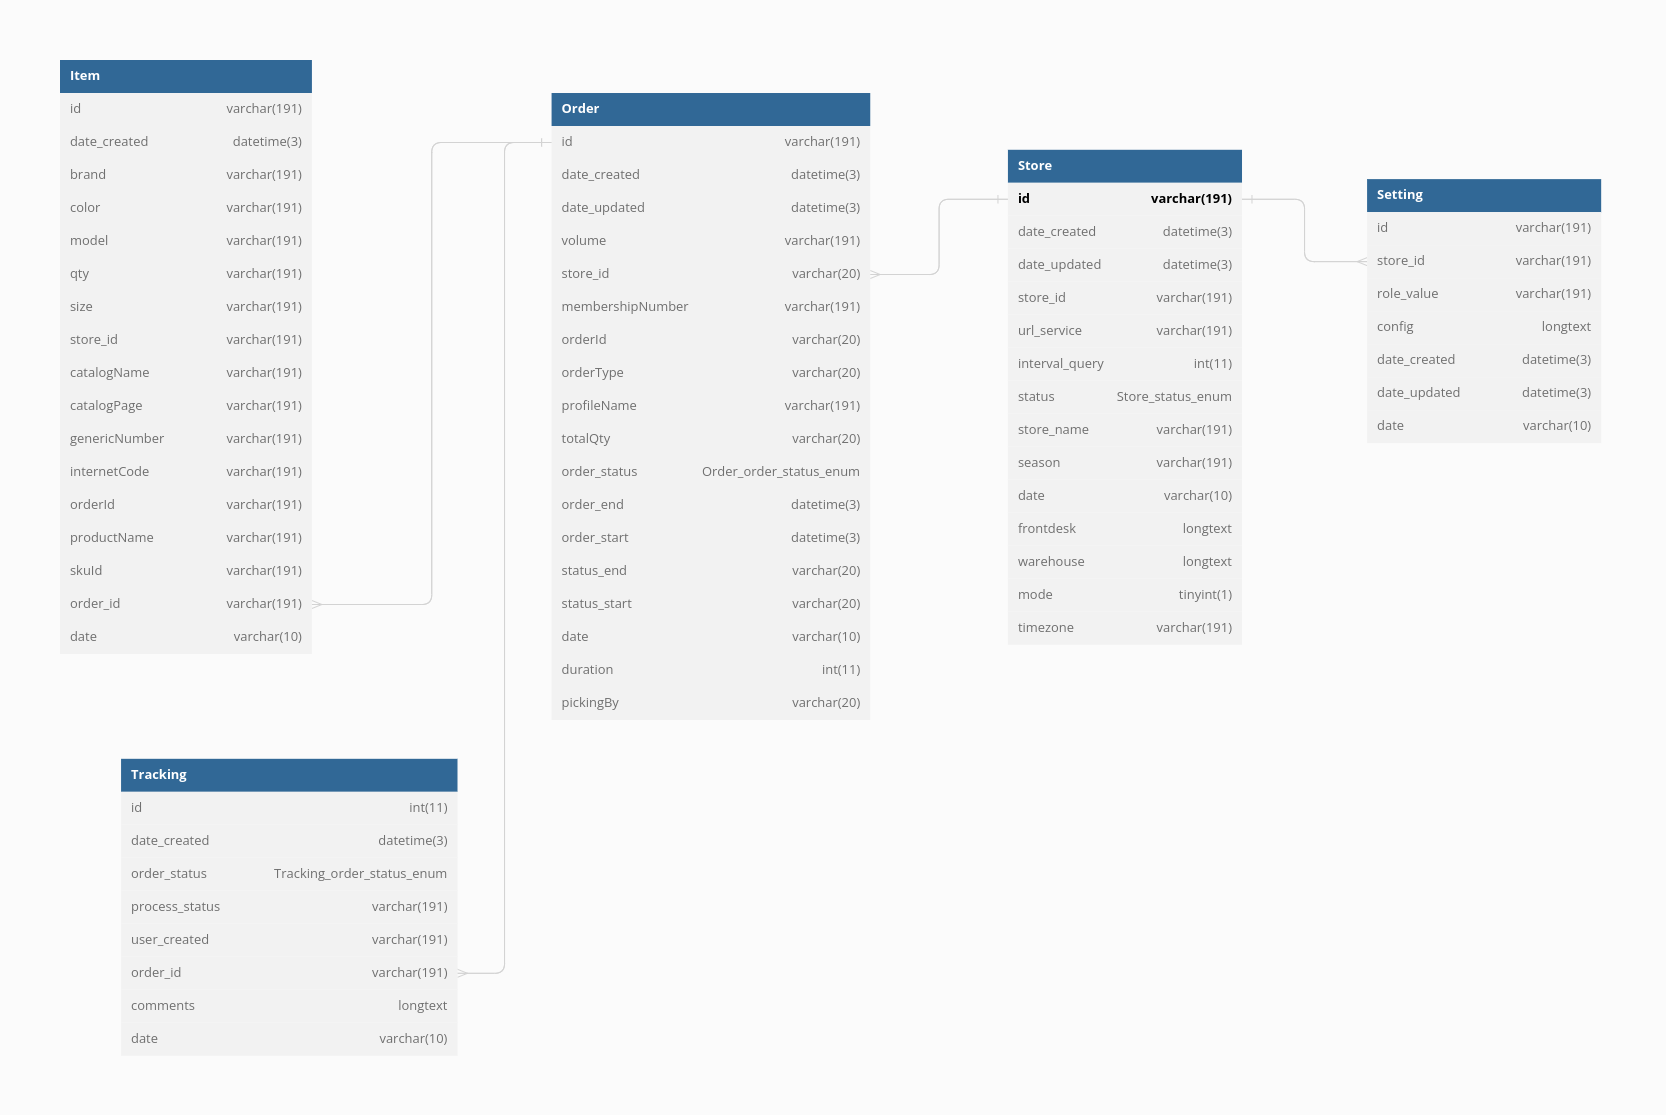 Item
id varchar(191)
date_created datetime(3)
brand varchar(191)
color varchar(191)
model varchar(191)
qty varchar(191)
size varchar(191)
store_id varchar(191)
catalogName varchar(191)
catalogPage varchar(191)
genericNumber varchar(191)
internetCode varchar(191)
orderId varchar(191)
productName varchar(191)
skuId varchar(191)
order_id varchar(191)
date varchar(10)
Order
id varchar(191)
date_created datetime(3)
date_updated datetime(3)
volume varchar(191)
store_id varchar(20)
membershipNumber varchar(191)
orderId varchar(20)
orderType varchar(20)
profileName varchar(191)
totalQty varchar(20)
order_status Order_order_status_enum
order_end datetime(3)
order_start datetime(3)
status_end varchar(20)
status_start varchar(20)
date varchar(10)
duration int(11)
pickingBy varchar(20)
Store
id varchar(191)
date_created datetime(3)
date_updated datetime(3)
store_id varchar(191)
url_service varchar(191)
interval_query int(11)
status Store_status_enum
store_name varchar(191)
season varchar(191)
date varchar(10)
frontdesk longtext
warehouse longtext
mode tinyint(1)
timezone varchar(191)
Setting
id varchar(191)
store_id varchar(191)
role_value varchar(191)
config longtext
date_created datetime(3)
date_updated datetime(3)
date varchar(10)
Tracking
id int(11)
date_created datetime(3)
order_status Tracking_order_status_enum
process_status varchar(191)
user_created varchar(191)
order_id varchar(191)
comments longtext
date varchar(10)